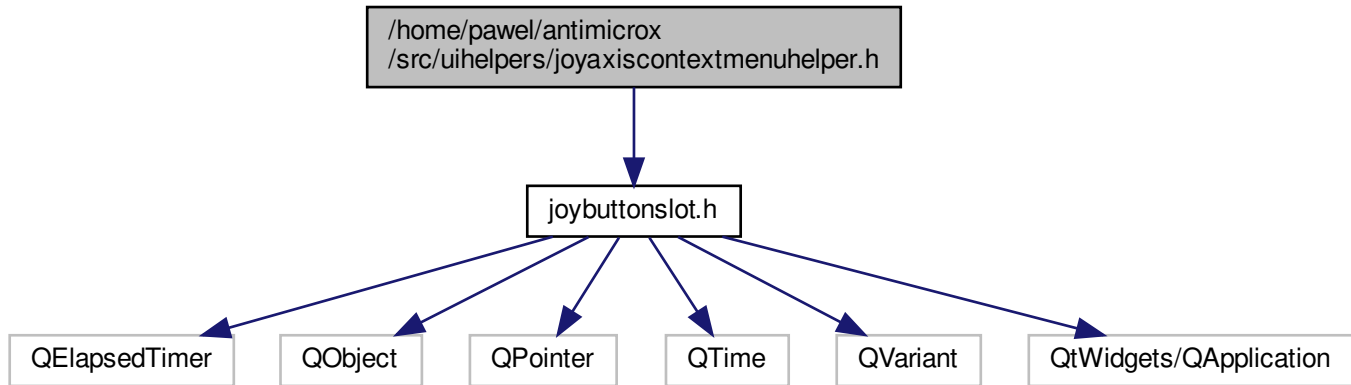 /home/pawel/antimicrox
/src/uihelpers/joyaxiscontextmenuhelper.h
joybuttonslot.h
QElapsedTimer
QObject
QPointer
QTime
QVariant
QtWidgets/QApplication